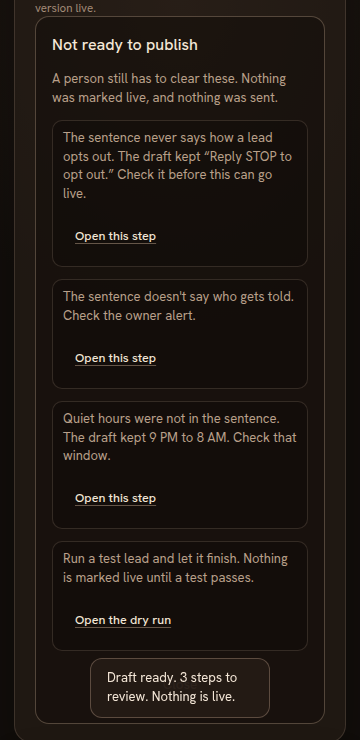 version live.
Not ready to publish
A person still has to clear these. Nothing
was marked live, and nothing was sent.
The sentence never says how a lead
opts out. The draft kept “Reply STOP to
opt out.” Check it before this can go
live.
Open this step
The sentence doesn't say who gets told.
Check the owner alert.
Open this step
Quiet hours were not in the sentence.
The draft kept 9 PM to 8 AM. Check that
window.
Open this step
Run a test lead and let it finish. Nothing
is marked live until a test passes.
Open the dry run
Draft ready. 3 steps to
review. Nothing is live.